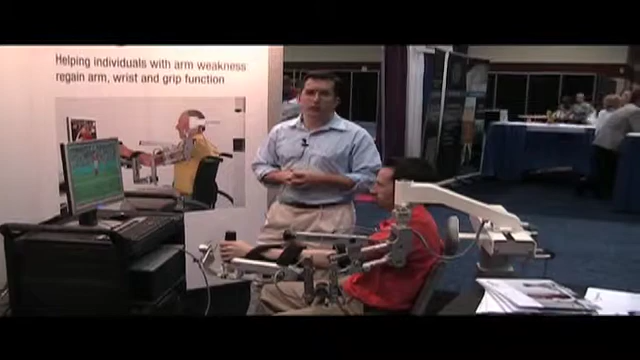 Helping individuals with arm weakness
regain arm, wrist and grip function